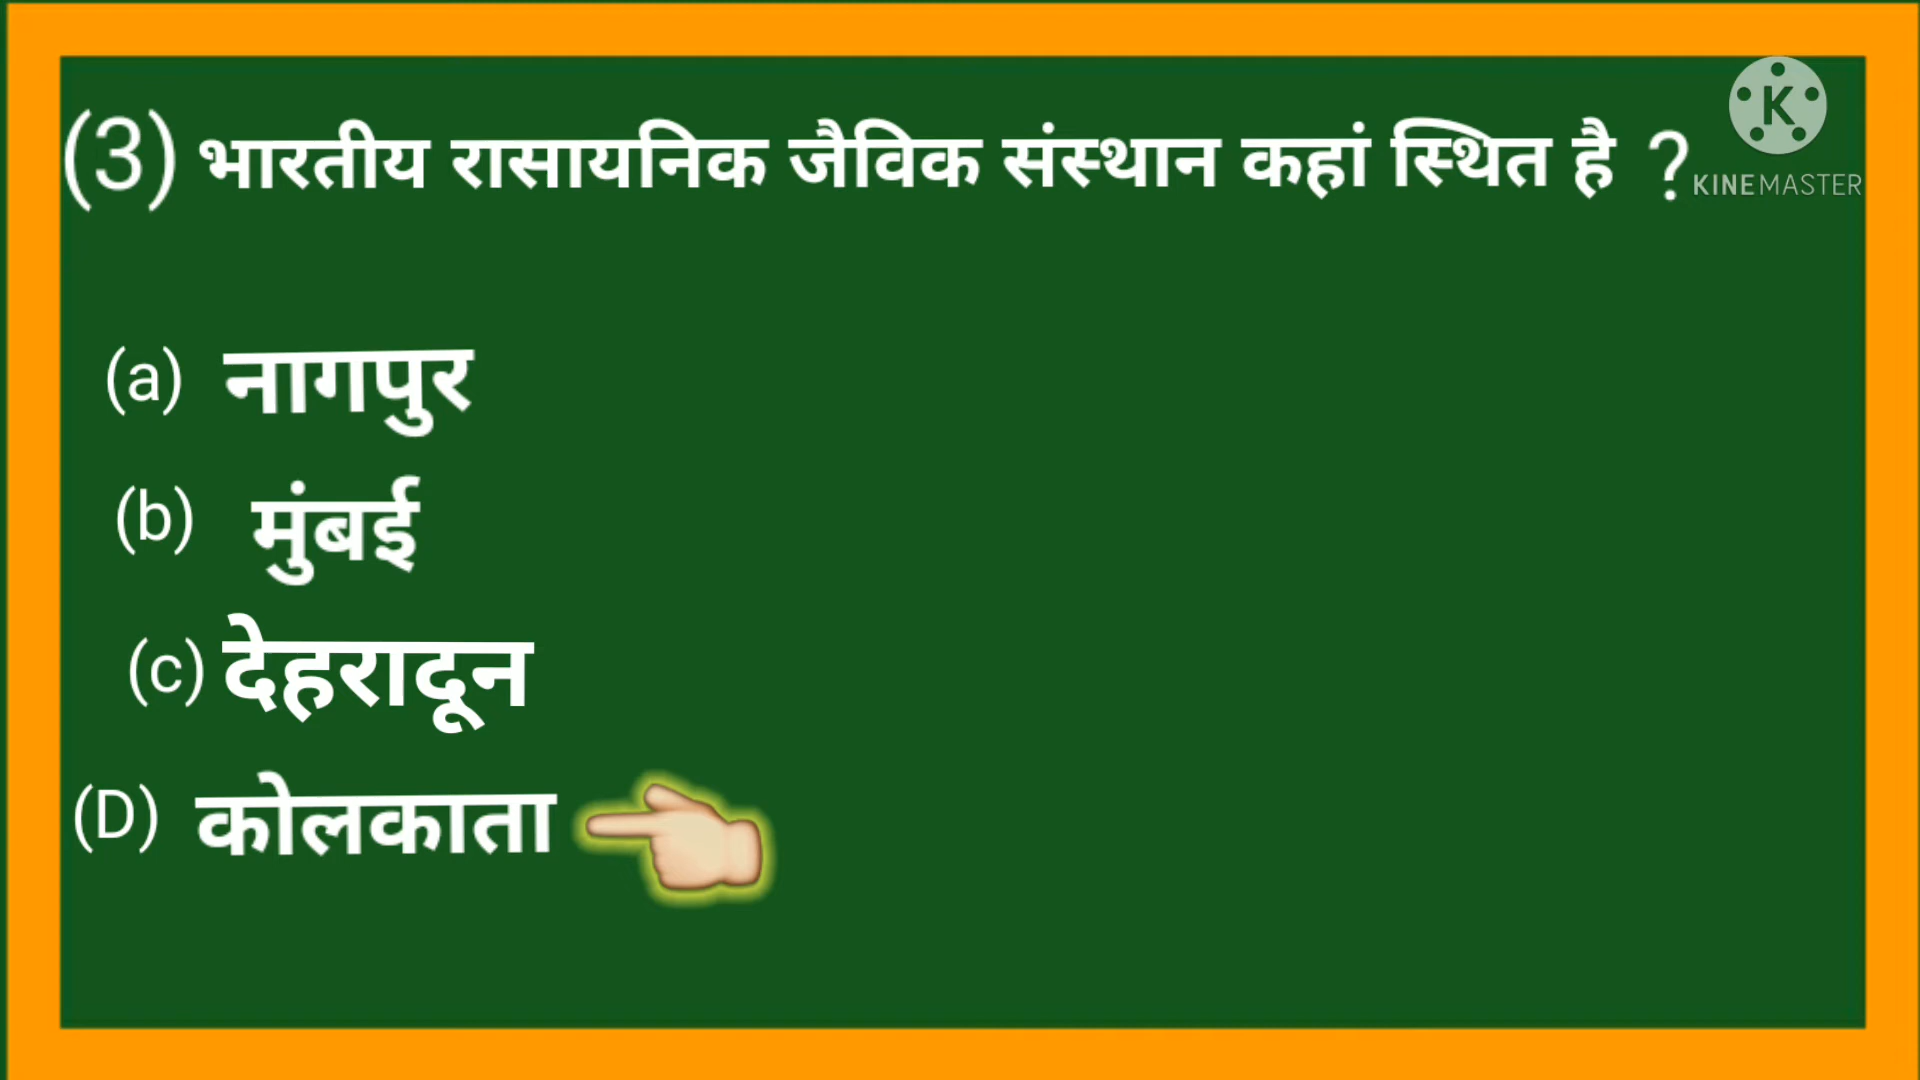 (3) भारतीय रासायनिक जैविक संस्थान कहां स्थित है ?
K
KINEMASTER
(a) नागपुर
(b) मुंबई
(c) देहरादून
(D) कोलकाता